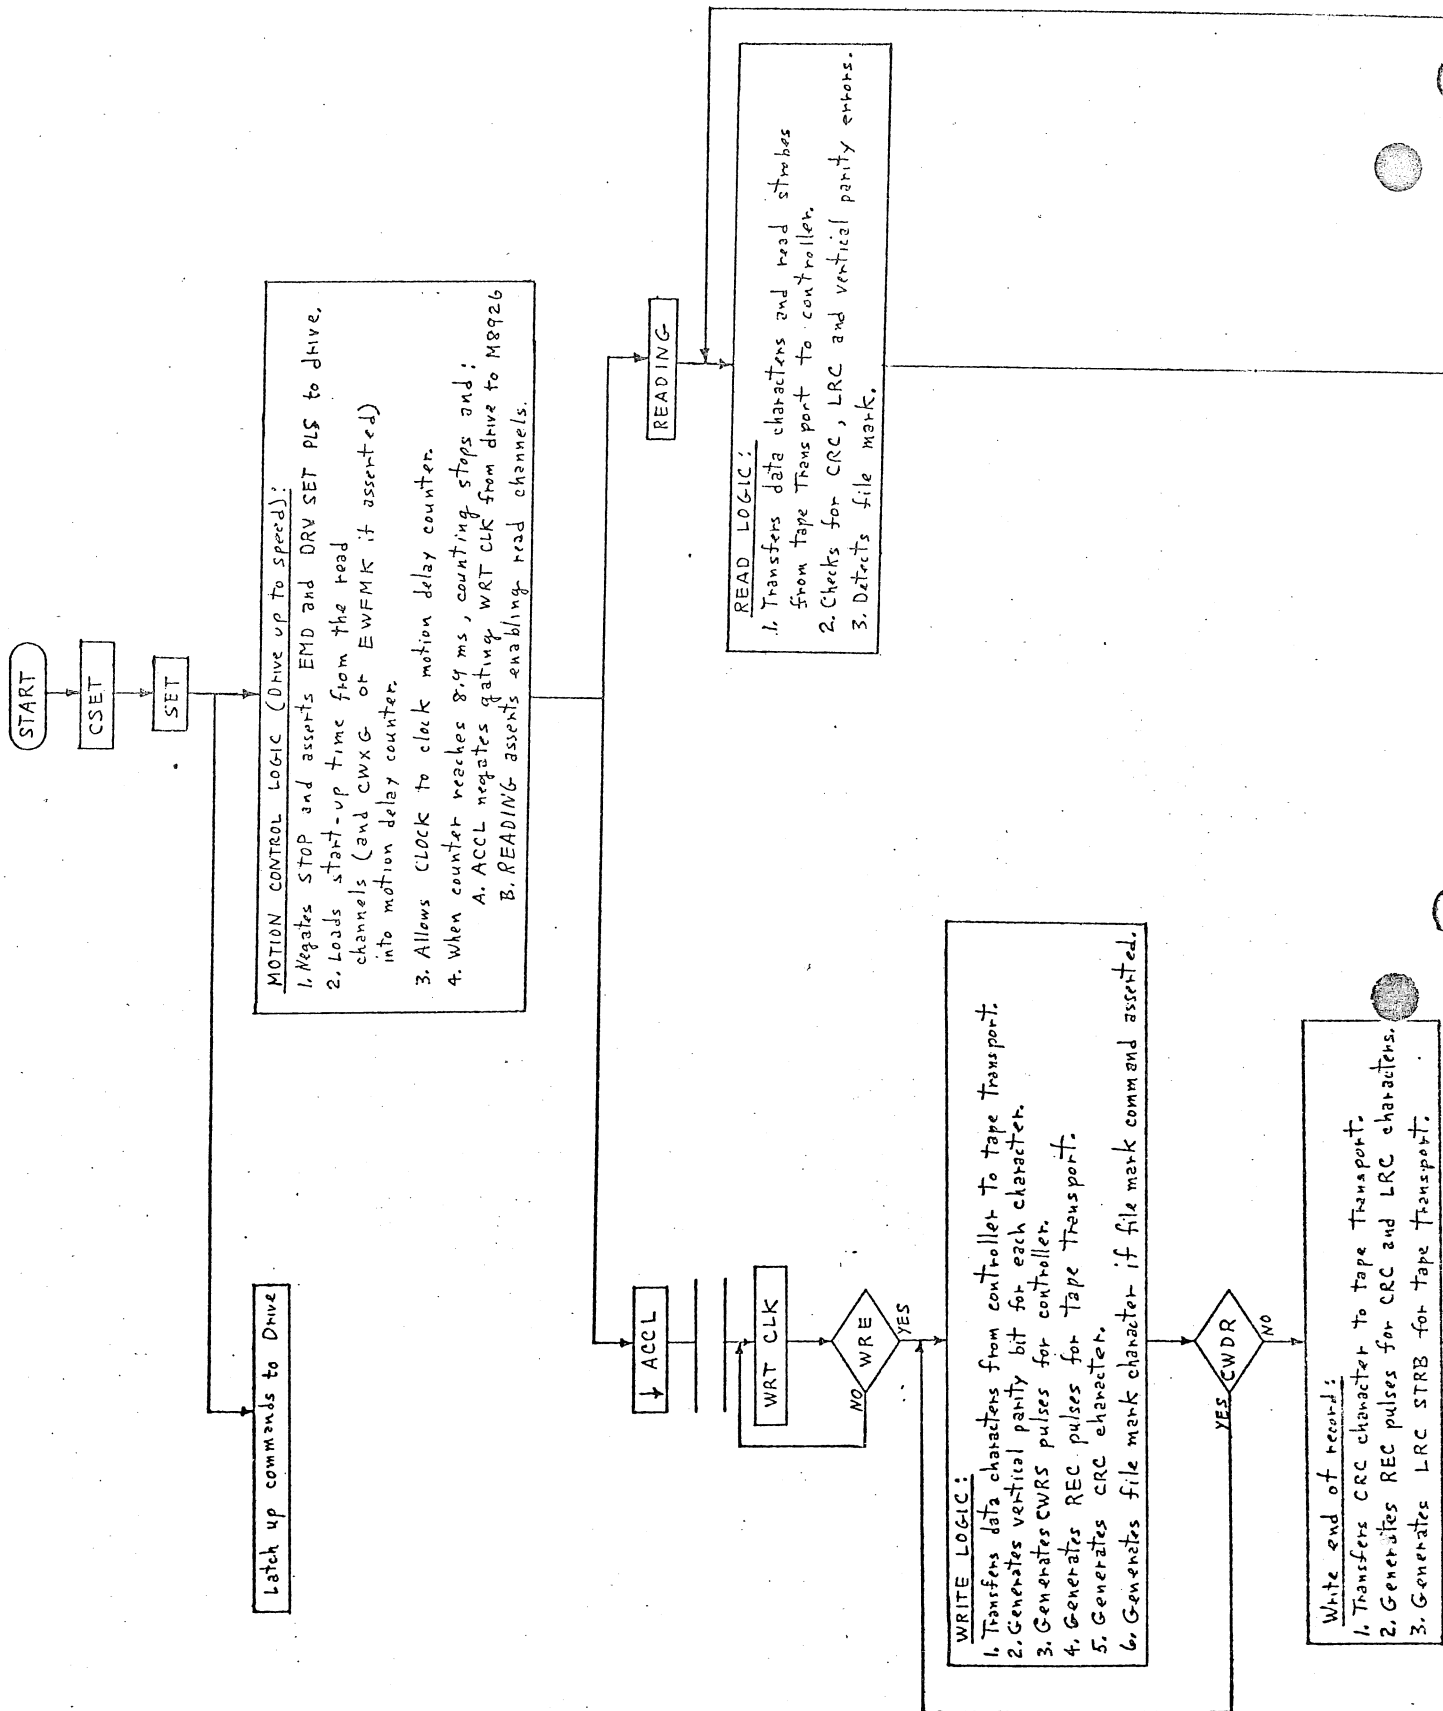 START
CSET
SET
Latch up commands to Drive
MOTION CONTROL LOGIC (Drive up to speed):
1. Negates STOP and asserts EMD and DRV SET PLS to drive.
2. Loads start-up time from the read
channels (and CWXG or EWFMK if asserted)
into motion delay counter.
3. Allows CLOCK to clock motion delay counter.
4. When counter reaches 8.9 ms, counting stops and:
A. ACCL negates gating WRT CLK from drive to M8926
B. READING asserts enabling read channels.
↓ ACCL
WRT CLK
WRE
NO
YES
WRITE LOGIC:
1. Transfers data characters from controller to tape transport.
2. Generates vertical parity bit for each character.
3. Generates CWRS pulses for controller.
4. Generates REC pulses for tape transport.
5. Generates CRC character.
6. Generates file mark character if file mark command asserted.
CWDR
YES
NO
Write end of record:
1. Transfers CRC character to tape transport.
2. Generates REC pulses for CRC and LRC characters.
3. Generates LRC STRB for tape transport.
READING
READ LOGIC:
1. Transfers data characters and read strobes
from tape transport to controller.
2. Checks for CRC, LRC and vertical parity errors.
3. Detects file mark.